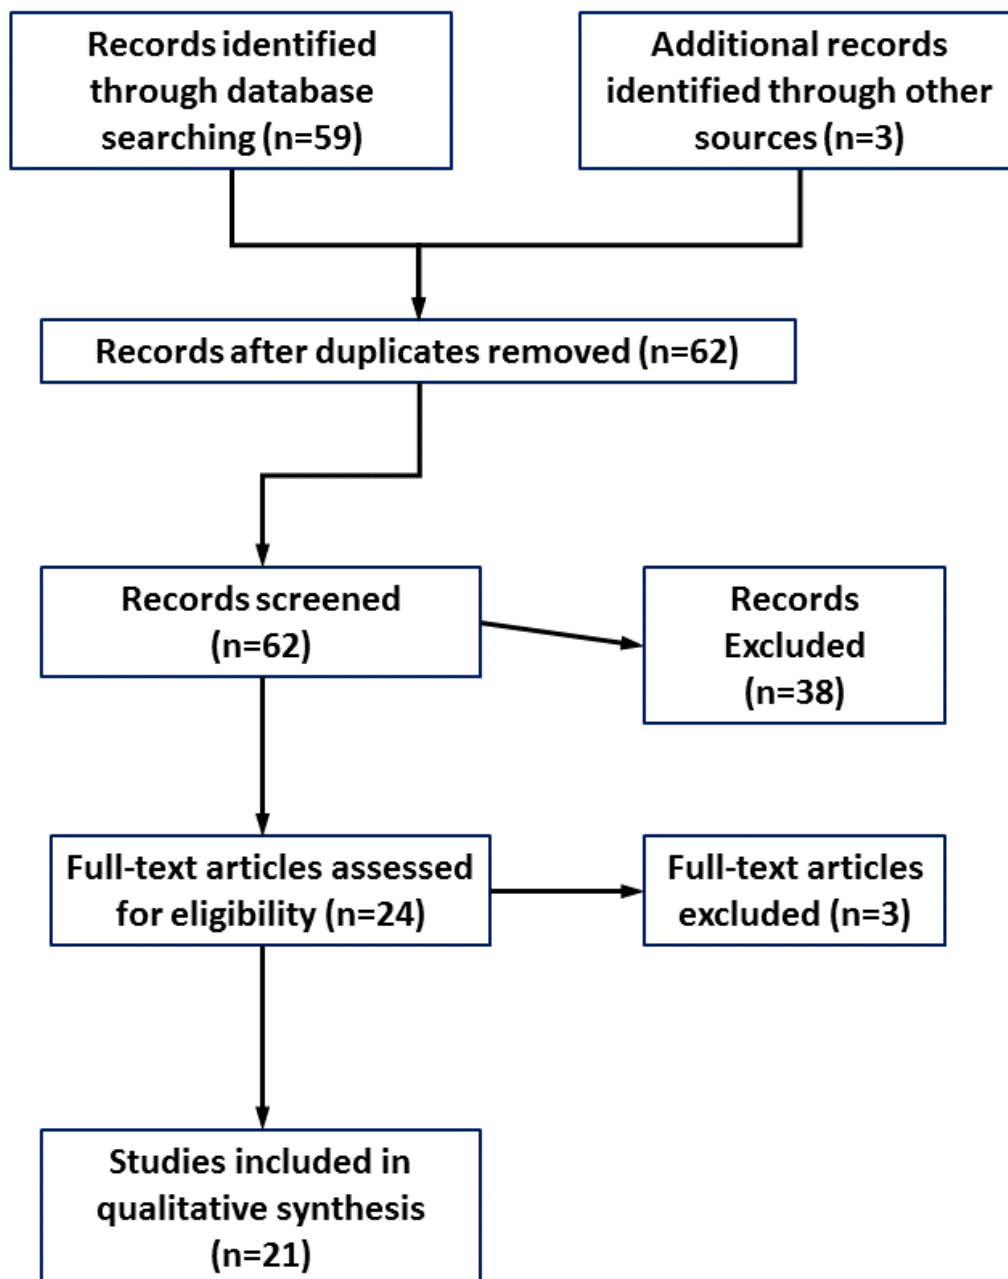 Records identified
through database
searching (n=59)
Additional records
identified through other
sources (n=3)
Records after duplicates removed (n=62)
Records screened
(n=62)
Records
Excluded
(n=38)
Full-text articles assessed
for eligibility (n=24)
Full-text articles
excluded (n=3)
Studies included in
qualitative synthesis
(n=21)